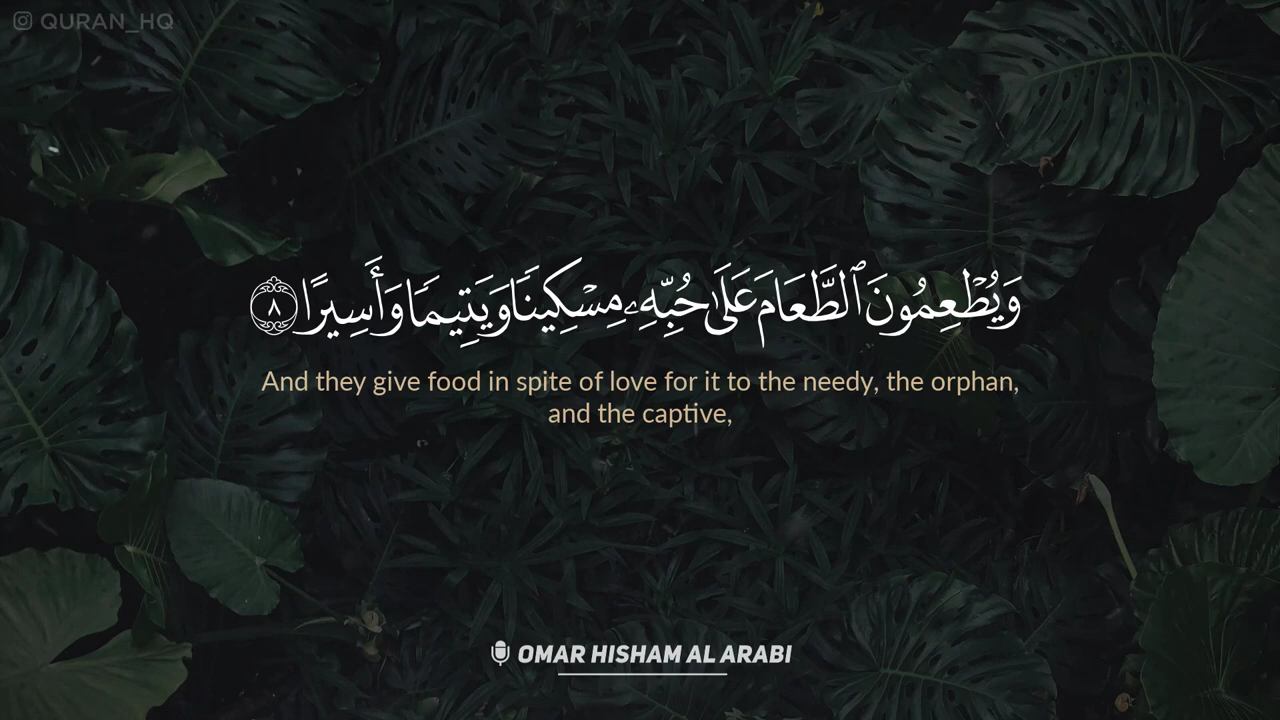 QURAN_HQ
وَيُطْعِمُونَ ٱلطَّعَامَ عَلَىٰ حُبِّهِۦ مِسْكِينًا وَيَتِيمًا وَأَسِيرًا ٨
And they give food in spite of love for it to the needy, the orphan,
and the captive,
OMAR HISHAM AL ARABI